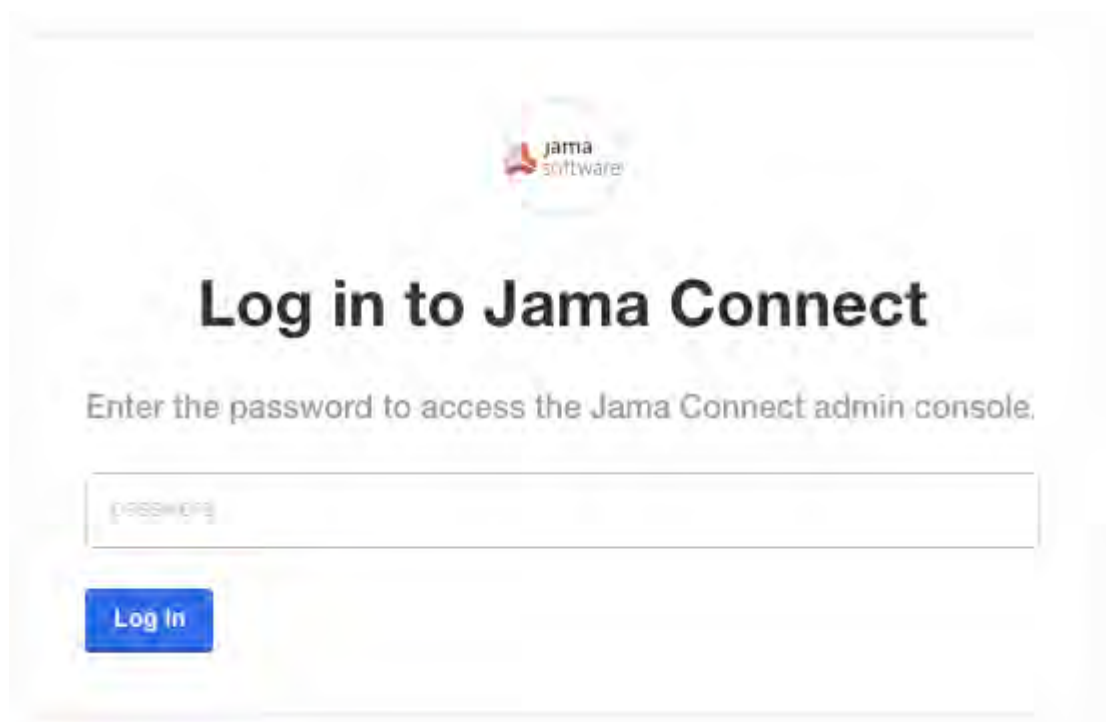 jama
software
Log in to Jama Connect
Enter the password to access the Jama Connect admin console.
password
Log In